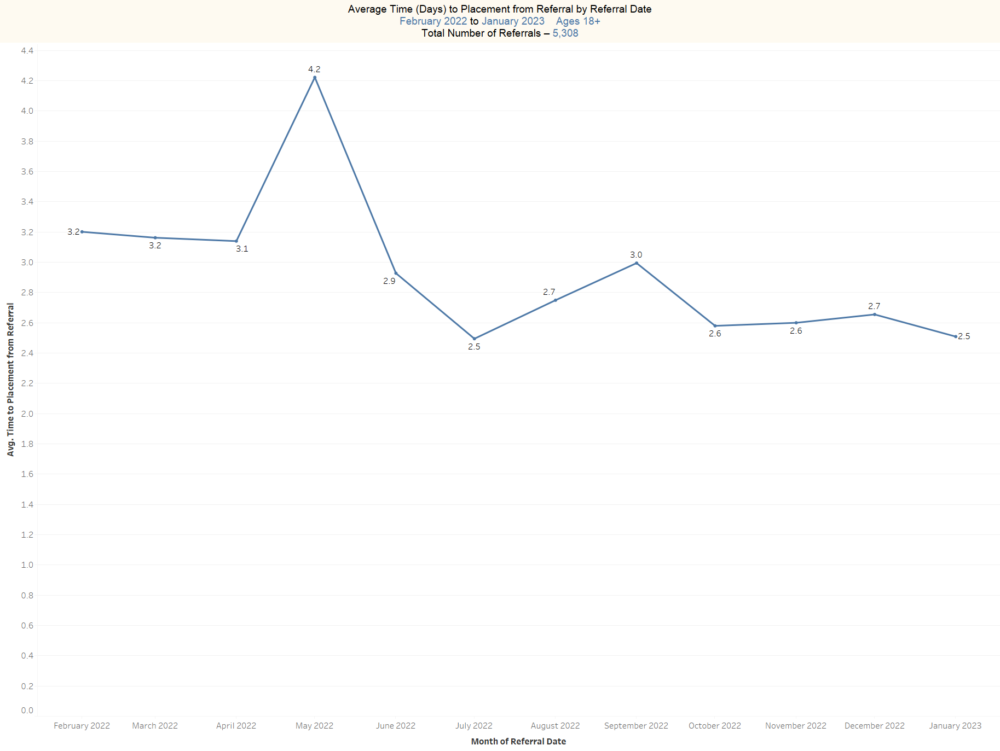 Average Time (Days) to Placement from Referral by Referral Date
February 2022 to January 2023 Ages 18+
Total Number of Referrals – 5,308
4.4
4.2
4.0
3.8
3.6
3.4
3.2
3.0
2.8
2.6
2.4
2.2
2.0
1.8
1.6
1.4
1.2
1.0
0.8
0.6
0.4
0.2
0.0
Avg. Time to Placement from Referral
3.2
3.2
3.1
4.2
2.9
2.5
2.7
3.0
2.6
2.6
2.7
2.5
February 2022
March 2022
April 2022
May 2022
June 2022
July 2022
August 2022
September 2022
October 2022
November 2022
December 2022
January 2023
Month of Referral Date